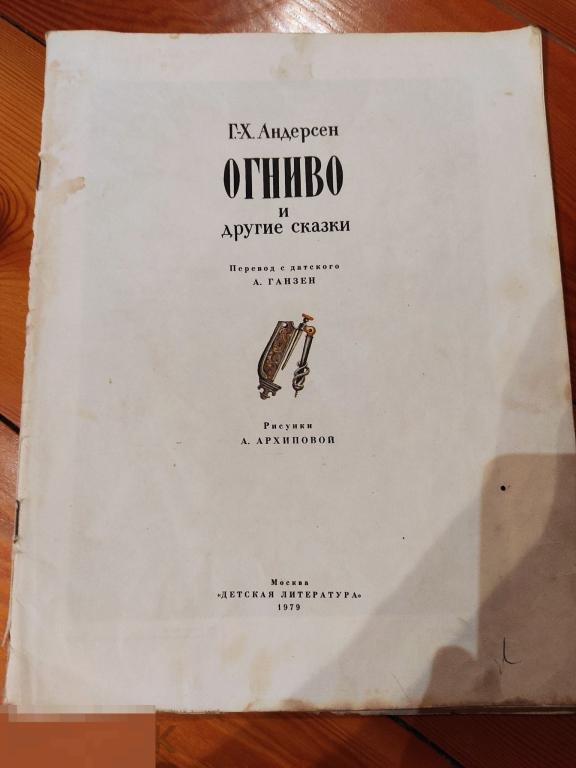 Г.-Х. Андерсен
ОГНИВО
и
другие сказки
Перевод с датского
А. ГАНЗЕН
Рисунки
А. АРХИПОВОЙ
Москва
«ДЕТСКАЯ ЛИТЕРАТУРА»
1979